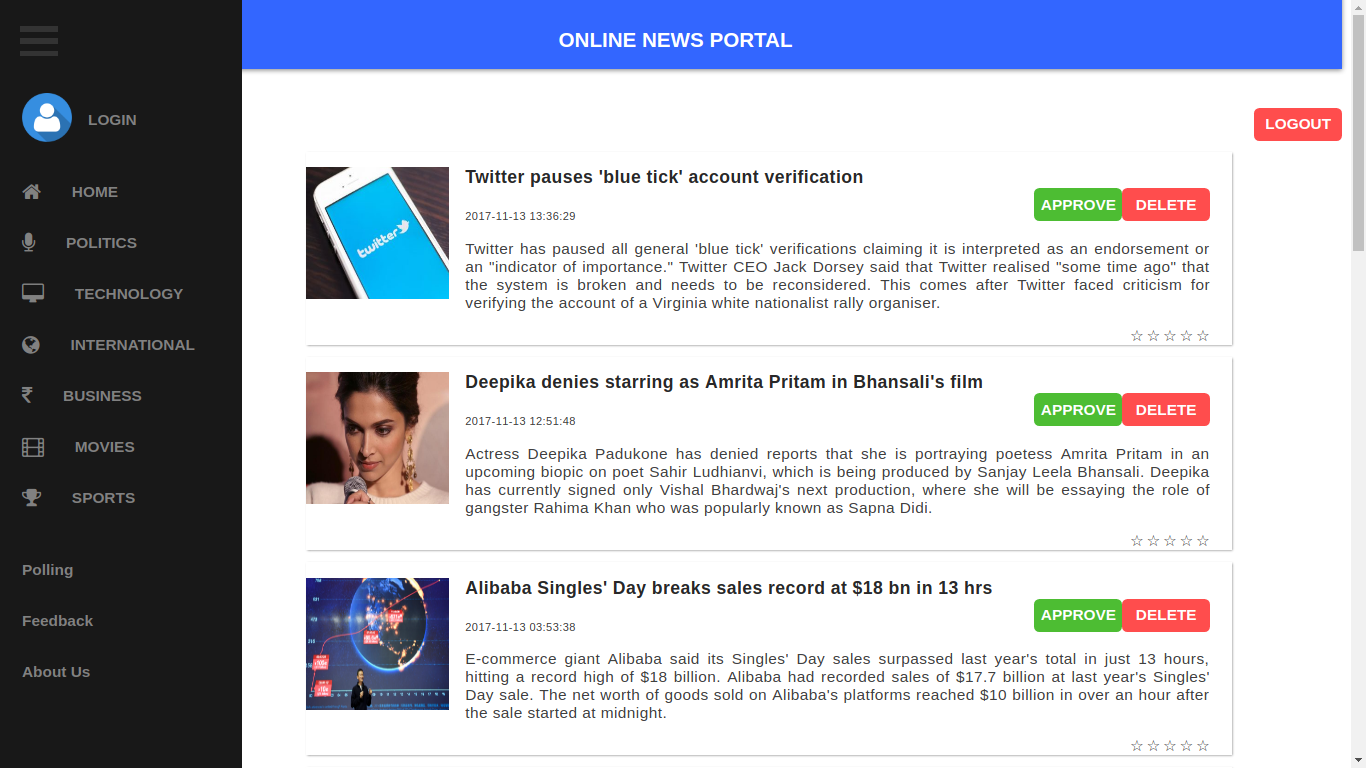 ONLINE NEWS PORTAL
LOGIN
HOME
POLITICS
TECHNOLOGY
INTERNATIONAL
BUSINESS
MOVIES
SPORTS
Polling
Feedback
About Us
LOGOUT
Twitter pauses 'blue tick' account verification
APPROVE DELETE
2017-11-13 13:36:29
Twitter has paused all general 'blue tick' verifications claiming it is interpreted as an endorsement or
an "indicator of importance." Twitter CEO Jack Dorsey said that Twitter realised "some time ago" that
the system is broken and needs to be reconsidered. This comes after Twitter faced criticism for
verifying the account of a Virginia white nationalist rally organiser.
twitter
Deepika denies starring as Amrita Pritam in Bhansali's film
APPROVE DELETE
2017-11-13 12:51:48
Actress Deepika Padukone has denied reports that she is portraying poetess Amrita Pritam in an
upcoming biopic on poet Sahir Ludhianvi, which is being produced by Sanjay Leela Bhansali. Deepika
has currently signed only Vishal Bhardwaj's next production, where she will be essaying the role of
gangster Rahima Khan who was popularly known as Sapna Didi.
Alibaba Singles' Day breaks sales record at $18 bn in 13 hrs
APPROVE DELETE
2017-11-13 03:53:38
E-commerce giant Alibaba said its Singles' Day sales surpassed last year's total in just 13 hours,
hitting a record high of $18 billion. Alibaba had recorded sales of $17.7 billion at last year's Singles'
Day sale. The net worth of goods sold on Alibaba's platforms reached $10 billion in over an hour after
the sale started at midnight.